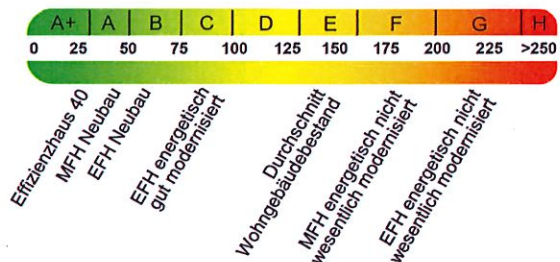 A+ A B C D E F G H
0 25 50 75 100 125 150 175 200 225 >250
Effizienzhaus 40
MFH Neubau
EFH Neubau
EFH energetisch
gut modernisiert
Durchschnitt
Wohngebäudebestand
MFH energetisch nicht
wesentlich modernisiert
EFH energetisch nicht
wesentlich modernisiert